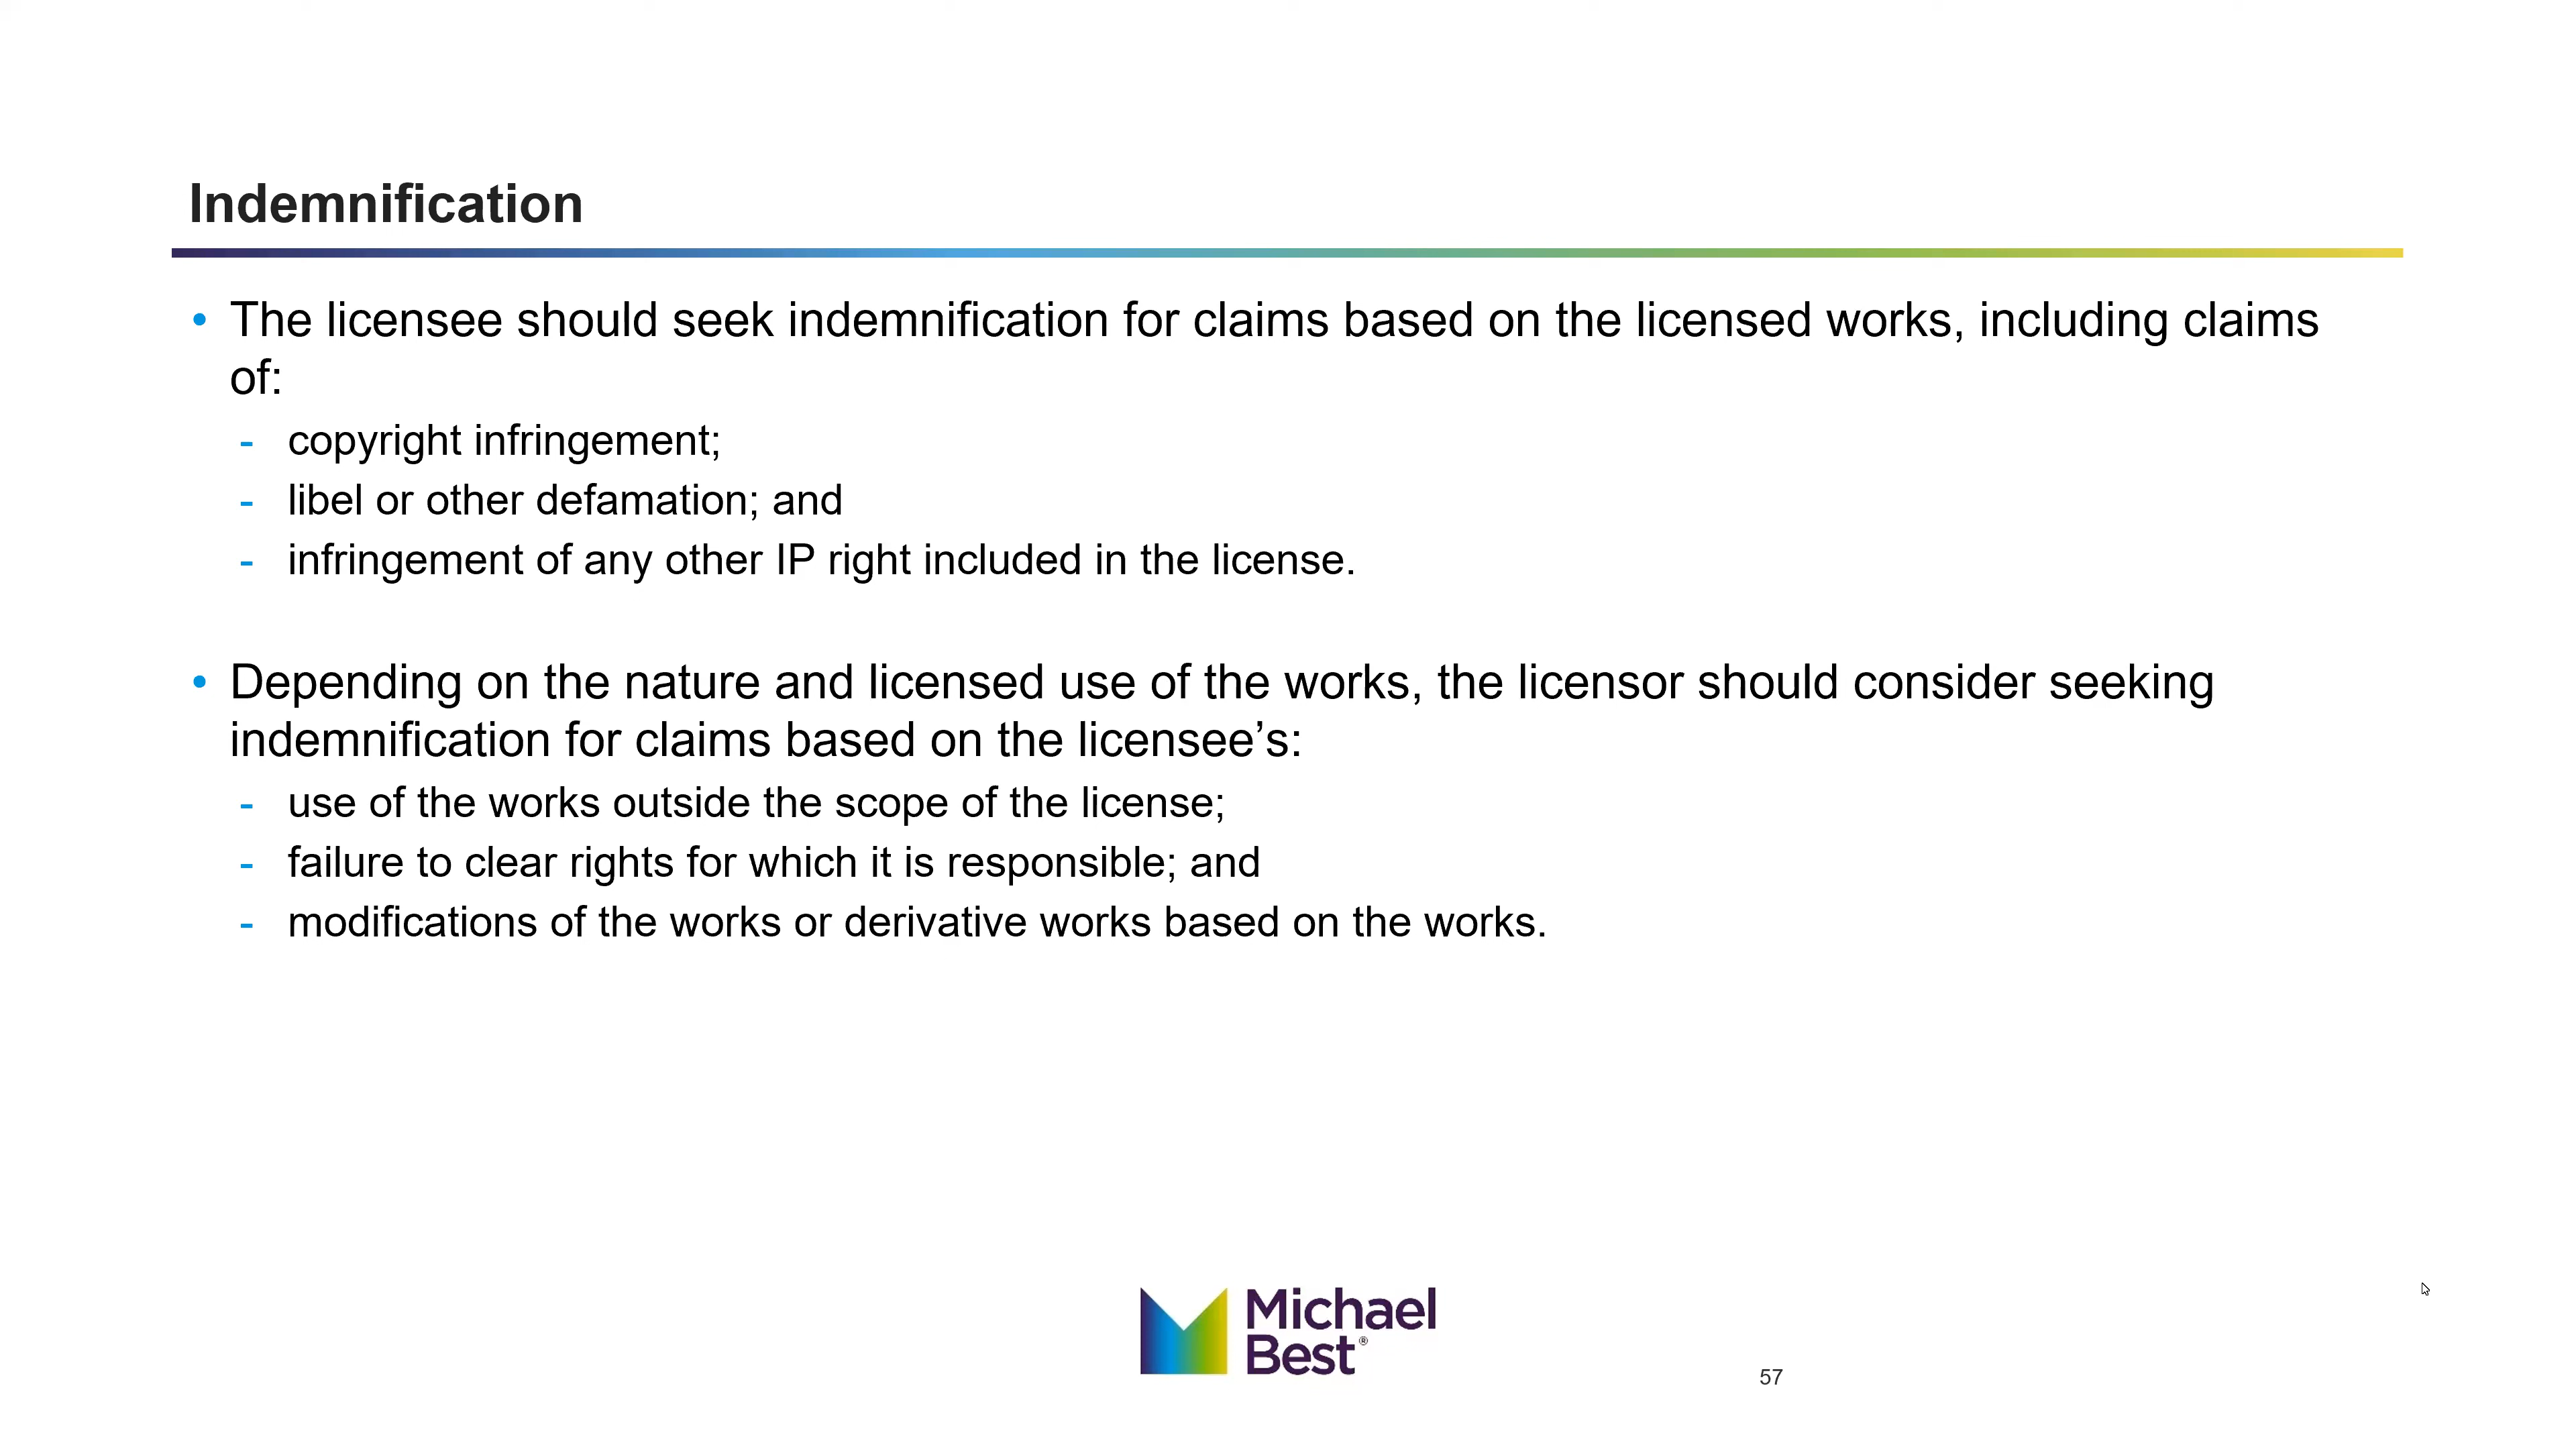 Indemnification
• The licensee should seek indemnification for claims based on the licensed works, including claims
of:
- copyright infringement;
- libel or other defamation; and
- infringement of any other IP right included in the license.
• Depending on the nature and licensed use of the works, the licensor should consider seeking
indemnification for claims based on the licensee’s:
- use of the works outside the scope of the license;
- failure to clear rights for which it is responsible; and
- modifications of the works or derivative works based on the works.
Michael
Best®
57